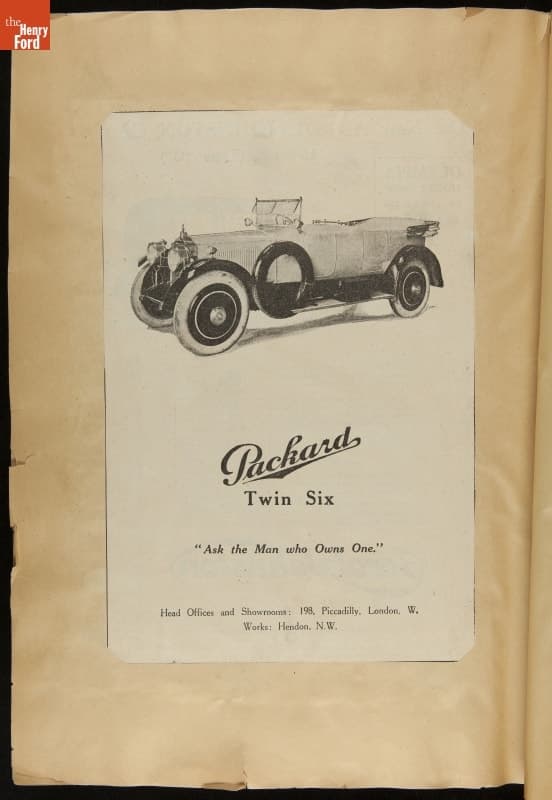 the
Henry
Ford
Packard
Twin Six
"Ask the Man who Owns One."
Head Offices and Showrooms: 198, Piccadilly, London, W.
Works: Hendon, N.W.